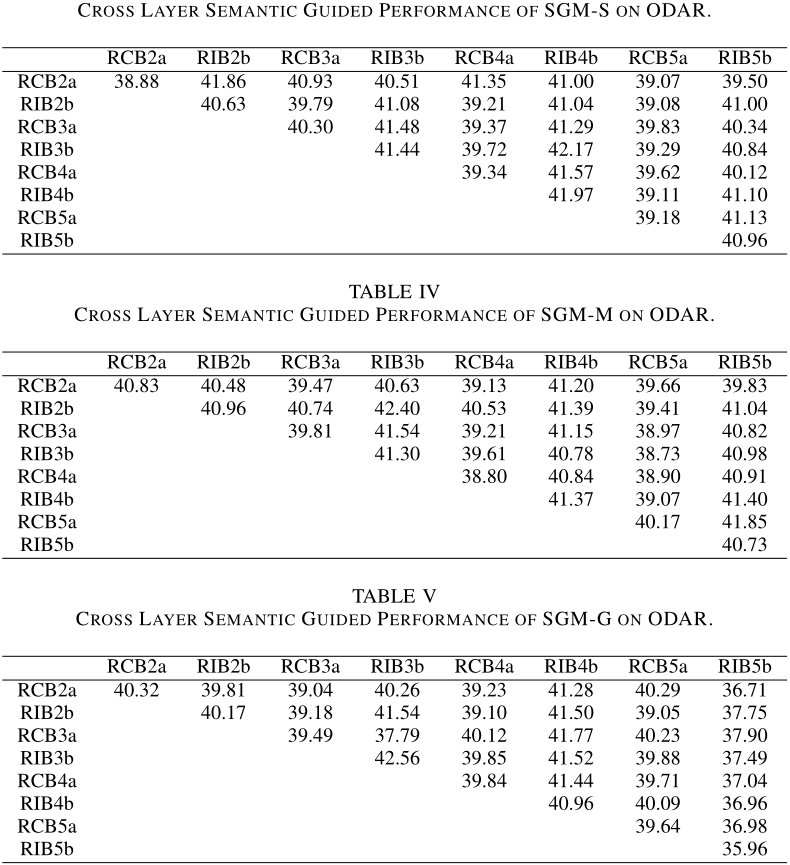 CROSS LAYER SEMANTIC GUIDED PERFORMANCE OF SGM-S ON ODAR.
RCB2a RIB2b RCB3a RIB3b RCB4a RIB4b RCB5a RIB5b
RCB2a 38.88 41.86 40.93 40.51 41.35 41.00 39.07 39.50
RIB2b 40.63 39.79 41.08 39.21 41.04 39.08 41.00
RCB3a 40.30 41.48 39.37 41.29 39.83 40.34
RIB3b 41.44 39.72 42.17 39.29 40.84
RCB4a 39.34 41.57 39.62 40.12
RIB4b 41.97 39.11 41.10
RCB5a 39.18 41.13
RIB5b 40.96
TABLE IV
CROSS LAYER SEMANTIC GUIDED PERFORMANCE OF SGM-M ON ODAR.
RCB2a RIB2b RCB3a RIB3b RCB4a RIB4b RCB5a RIB5b
RCB2a 40.83 40.48 39.47 40.63 39.13 41.20 39.66 39.83
RIB2b 40.96 40.74 42.40 40.53 41.39 39.41 41.04
RCB3a 39.81 41.54 39.21 41.15 38.97 40.82
RIB3b 41.30 39.61 40.78 38.73 40.98
RCB4a 38.80 40.84 38.90 40.91
RIB4b 41.37 39.07 41.40
RCB5a 40.17 41.85
RIB5b 40.73
TABLE V
CROSS LAYER SEMANTIC GUIDED PERFORMANCE OF SGM-G ON ODAR.
RCB2a RIB2b RCB3a RIB3b RCB4a RIB4b RCB5a RIB5b
RCB2a 40.32 39.81 39.04 40.26 39.23 41.28 40.29 36.71
RIB2b 40.17 39.18 41.54 39.10 41.50 39.05 37.75
RCB3a 39.49 37.79 40.12 41.77 40.23 37.90
RIB3b 42.56 39.85 41.52 39.88 37.49
RCB4a 39.84 41.44 39.71 37.04
RIB4b 40.96 40.09 36.96
RCB5a 39.64 36.98
RIB5b 35.96